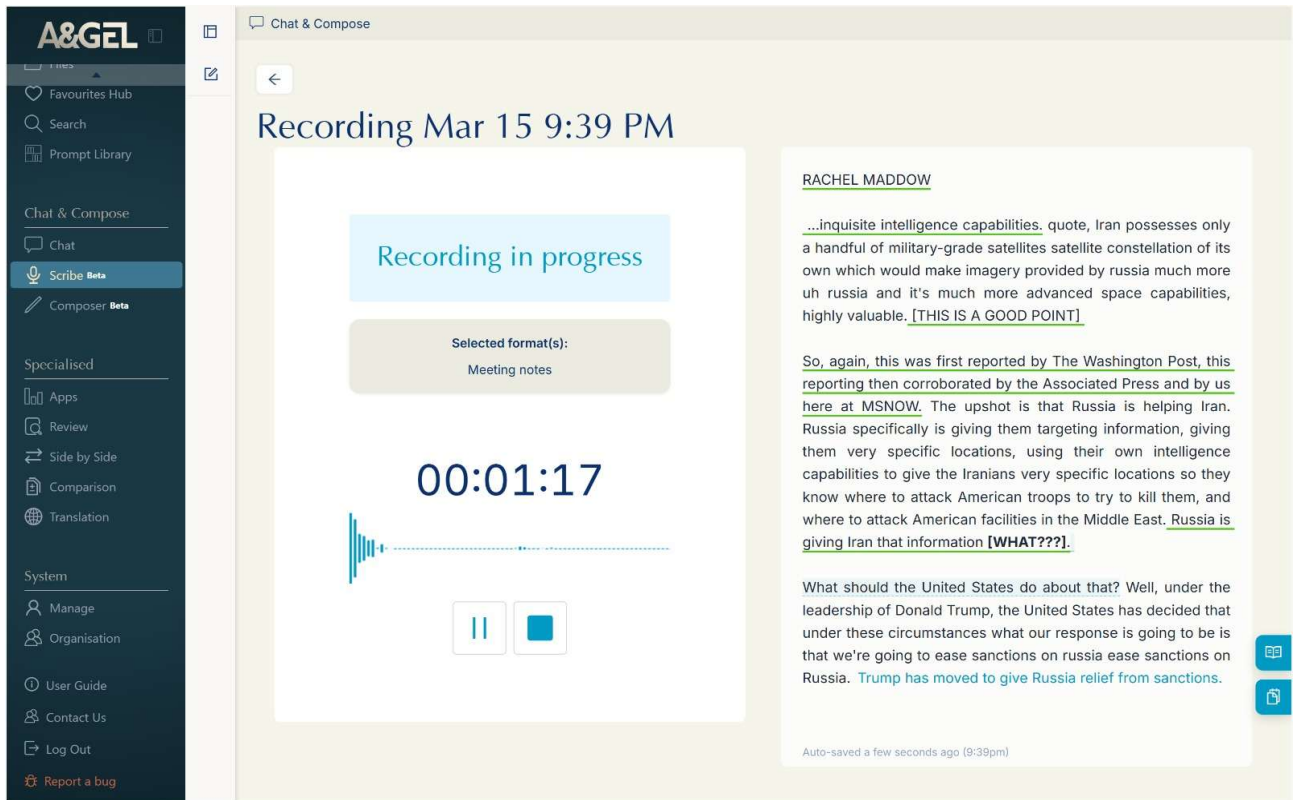 A&GEL
Files
Favourites Hub
Search
Prompt Library
Chat & Compose
Chat
Scribe Beta
Composer Beta
Specialised
Apps
Review
Side by Side
Comparison
Translation
System
Manage
Organisation
User Guide
Contact Us
Log Out
Report a bug
Chat & Compose
Recording Mar 15 9:39 PM
Recording in progress
Selected format(s):
Meeting notes
00:01:17
RACHEL MADDOW
...inquisite intelligence capabilities. quote, Iran possesses only
a handful of military-grade satellites satellite constellation of its
own which would make imagery provided by russia much more
uh russia and it's much more advanced space capabilities,
highly valuable. [THIS IS A GOOD POINT]
So, again, this was first reported by The Washington Post, this
reporting then corroborated by the Associated Press and by us
here at MSNOW. The upshot is that Russia is helping Iran.
Russia specifically is giving them targeting information, giving
them very specific locations, using their own intelligence
capabilities to give the Iranians very specific locations so they
know where to attack American troops to try to kill them, and
where to attack American facilities in the Middle East. Russia is
giving Iran that information [WHAT???].
What should the United States do about that? Well, under the
leadership of Donald Trump, the United States has decided that
under these circumstances what our response is going to be is
that we're going to ease sanctions on russia ease sanctions on
Russia. Trump has moved to give Russia relief from sanctions.
Auto-saved a few seconds ago (9:39pm)